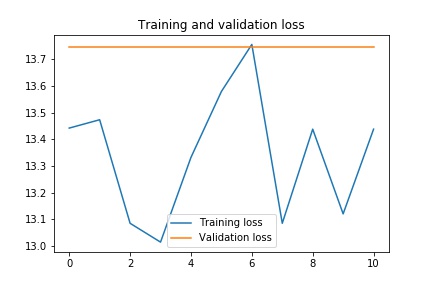 Training and validation loss
13.7
13.6
13.5
13.4
13.3
13.2
13.1
13.0
Training loss
Validation loss
0 2 4 6 8 10